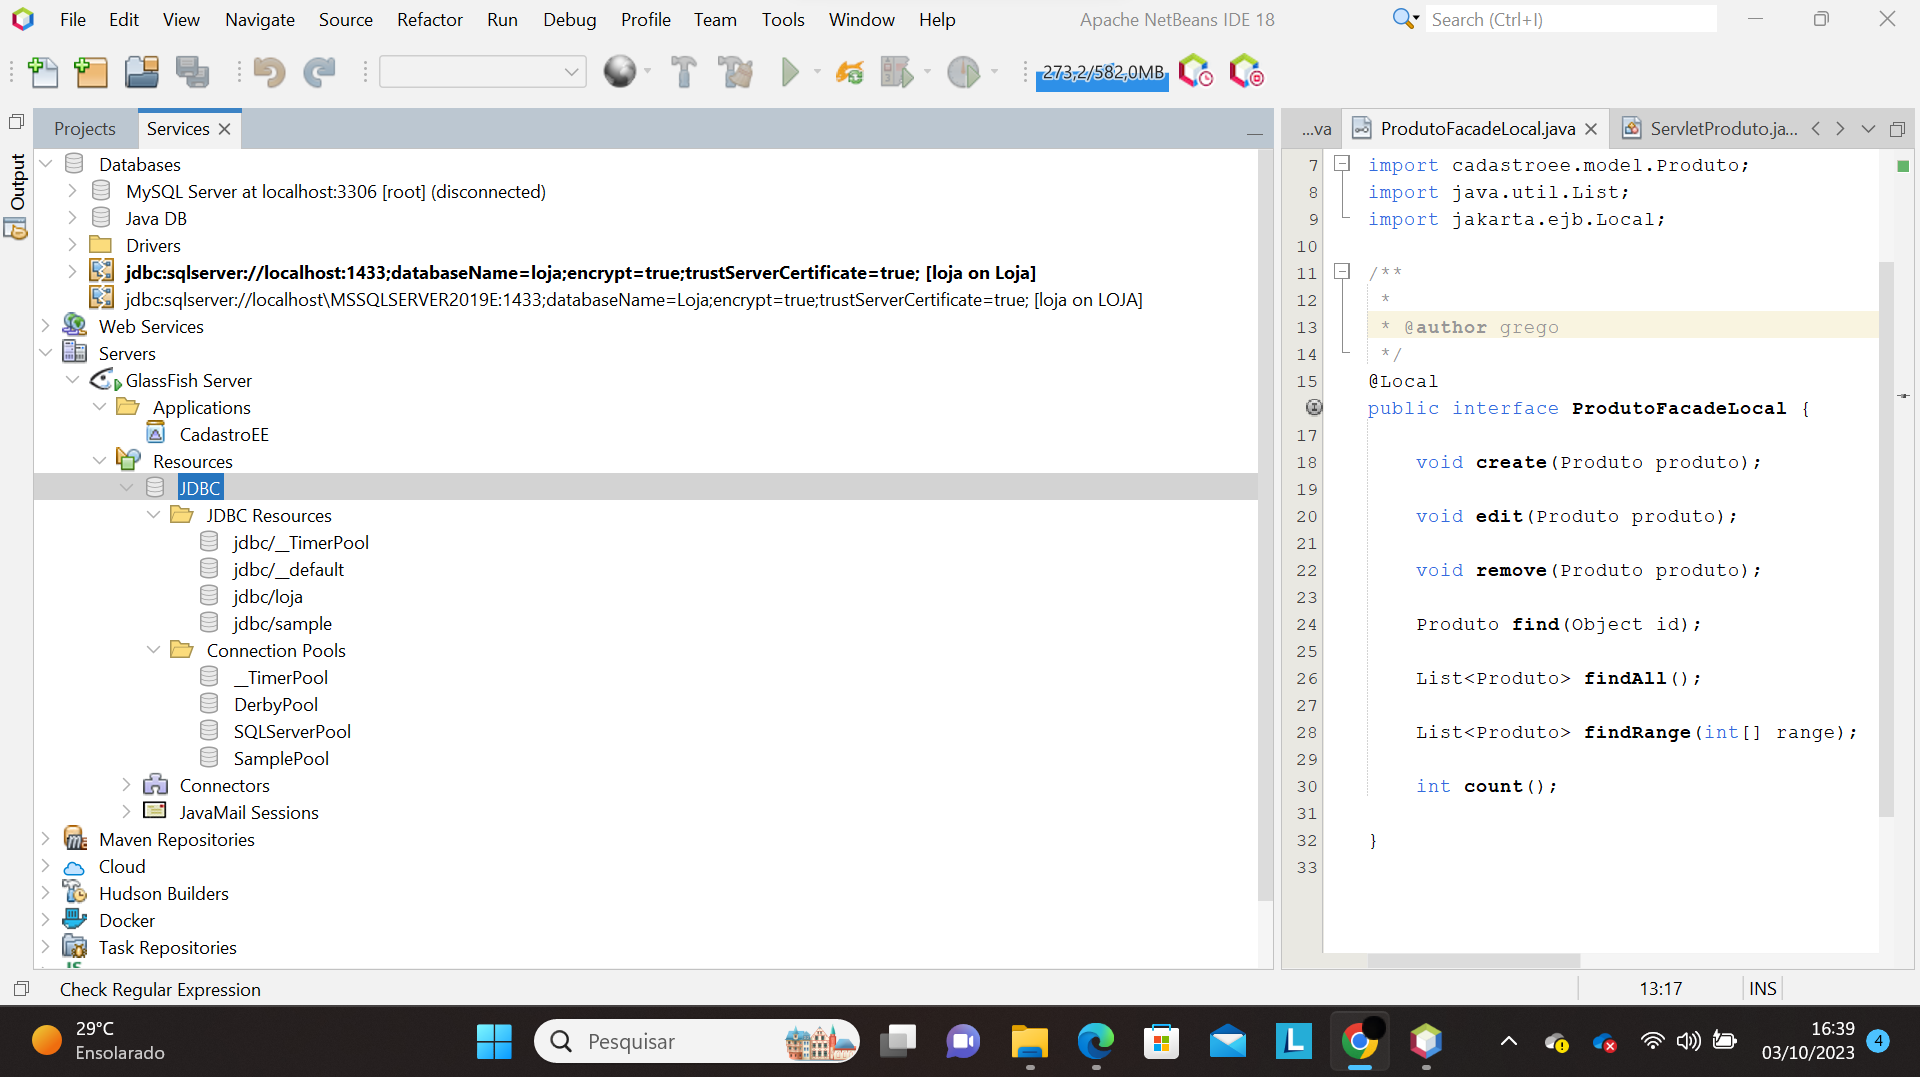 File Edit View Navigate Source Refactor Run Debug Profile Team Tools Window Help
Apache NetBeans IDE 18
Search (Ctrl+I)
273,2/582,0MB
Output
Projects
Services
Databases
MySQL Server at localhost:3306 [root] (disconnected)
Java DB
Drivers
jdbc:sqlserver://localhost:1433;databaseName=loja;encrypt=true;trustServerCertificate=true; [loja on Loja]
jdbc:sqlserver://localhost\MSSQLSERVER2019E:1433;databaseName=Loja;encrypt=true;trustServerCertificate=true; [loja on LOJA]
Web Services
Servers
GlassFish Server
Applications
CadastroEE
Resources
JDBC
JDBC Resources
jdbc/__TimerPool
jdbc/__default
jdbc/loja
jdbc/sample
Connection Pools
__TimerPool
DerbyPool
SQLServerPool
SamplePool
Connectors
JavaMail Sessions
Maven Repositories
Cloud
Hudson Builders
Docker
Task Repositories
...va
ProdutoFacadeLocal.java
ServletProduto.ja...
7 import cadastroee.model.Produto;
8 import java.util.List;
9 import jakarta.ejb.Local;
10
11 /**
12 *
13 * @author grego
14 */
15 @Local
public interface ProdutoFacadeLocal {
17
18 void create(Produto produto);
19
20 void edit(Produto produto);
21
22 void remove(Produto produto);
23
24 Produto find(Object id);
25
26 List<Produto> findAll();
27
28 List<Produto> findRange(int[] range);
29
30 int count();
31
32 }
33
Check Regular Expression
13:17
INS
29°C
Ensolarado
Pesquisar
L
16:39
03/10/2023
4